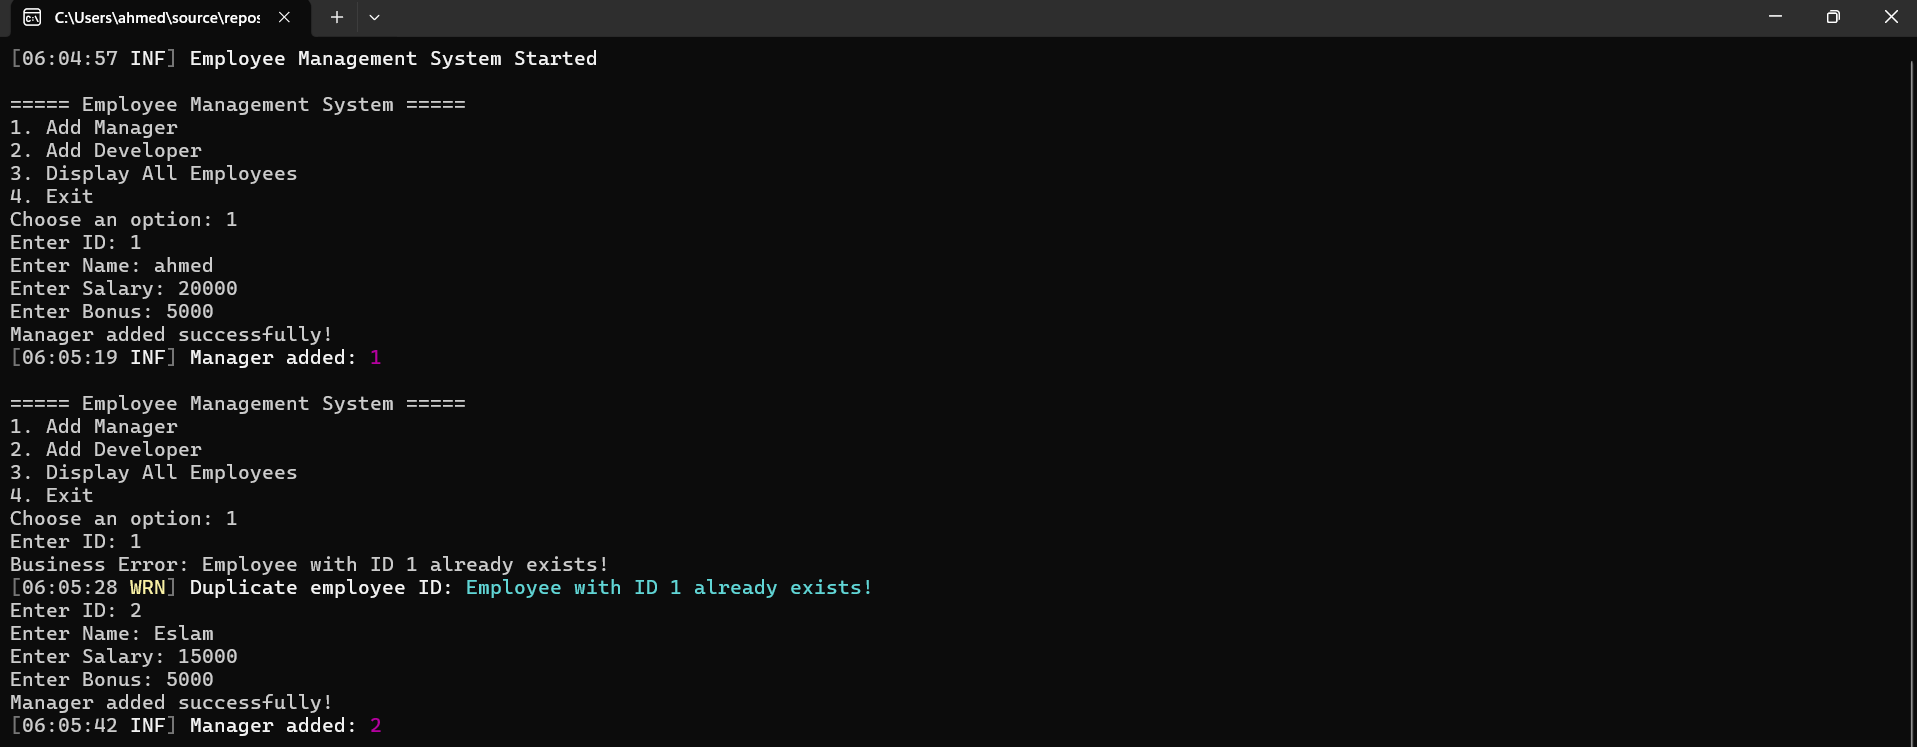 C:\Users\ahmed\source\repos
[06:04:57 INF] Employee Management System Started
===== Employee Management System =====
1. Add Manager
2. Add Developer
3. Display All Employees
4. Exit
Choose an option: 1
Enter ID: 1
Enter Name: ahmed
Enter Salary: 20000
Enter Bonus: 5000
Manager added successfully!
[06:05:19 INF] Manager added: 1
===== Employee Management System =====
1. Add Manager
2. Add Developer
3. Display All Employees
4. Exit
Choose an option: 1
Enter ID: 1
Business Error: Employee with ID 1 already exists!
[06:05:28 WRN] Duplicate employee ID: Employee with ID 1 already exists!
Enter ID: 2
Enter Name: Eslam
Enter Salary: 15000
Enter Bonus: 5000
Manager added successfully!
[06:05:42 INF] Manager added: 2